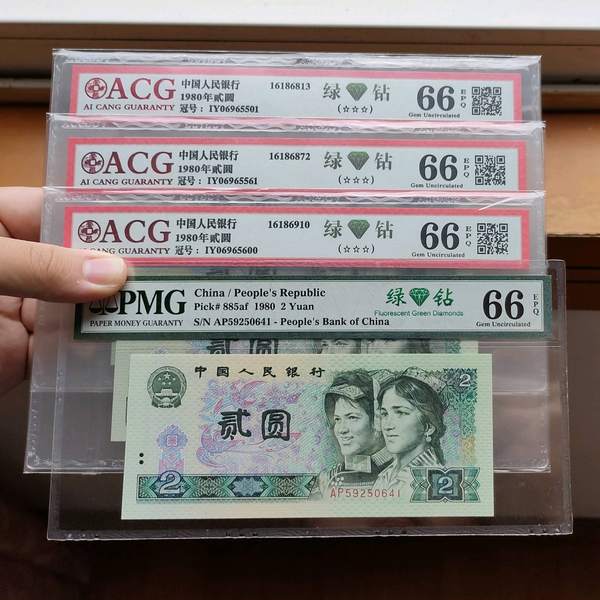 ACG
AI CANG GUARANTY
中国人民银行
1980年贰圆
冠号: IY06965501
16186813
绿 钻
(☆☆☆)
66 EPQ
Gem Uncirculated
ACG
AI CANG GUARANTY
中国人民银行
1980年贰圆
冠号: IY06965561
16186872
绿 钻
(☆☆☆)
66 EPQ
Gem Uncirculated
ACG
CANG GUARANTY
中国人民银行
1980年贰圆
冠号: IY06965600
16186910
绿 钻
(☆☆☆)
66 EPQ
Gem Uncirculated
PMG
PAPER MONEY GUARANTY
China / People's Republic
Pick# 885af 1980 2 Yuan
S/N AP59250641 - People's Bank of China
绿 钻
Fluorescent Green Diamonds
66 EPQ
中国人民银行
贰圆
2
2
AP59250641
2